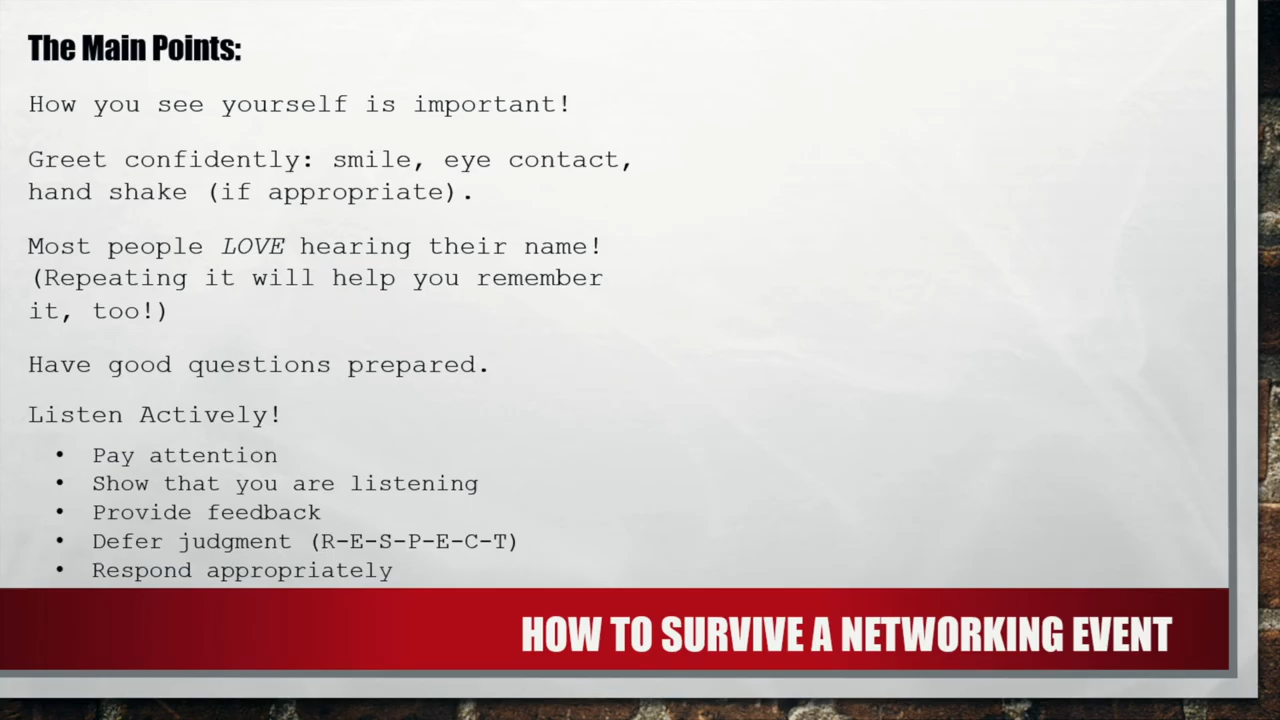 The Main Points:
How you see yourself is important!
Greet confidently: smile, eye contact,
hand shake (if appropriate).
Most people LOVE hearing their name!
(Repeating it will help you remember
it, too!)
Have good questions prepared.
Listen Actively!
• Pay attention
• Show that you are listening
• Provide feedback
• Defer judgment (R-E-S-P-E-C-T)
• Respond appropriately
HOW TO SURVIVE A NETWORKING EVENT